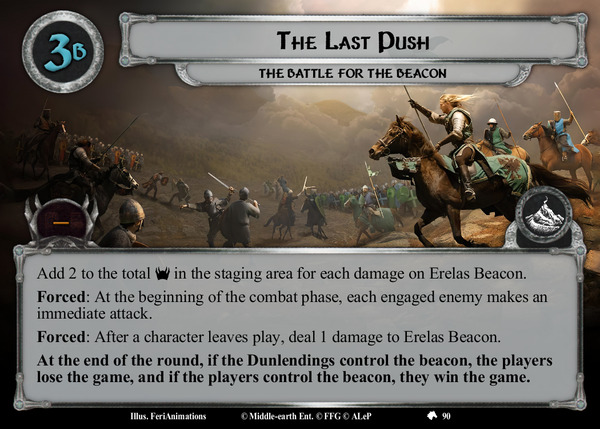 3B
THE LAST PUSH
THE BATTLE FOR THE BEACON
–
Add 2 to the total in the staging area for each damage on Erelas Beacon.
Forced: At the beginning of the combat phase, each engaged enemy makes an
immediate attack.
Forced: After a character leaves play, deal 1 damage to Erelas Beacon.
At the end of the round, if the Dunlendings control the beacon, the players
lose the game, and if the players control the beacon, they win the game.
Illus. FeriAnimations © Middle-earth Ent. © FFG © ALeP 90